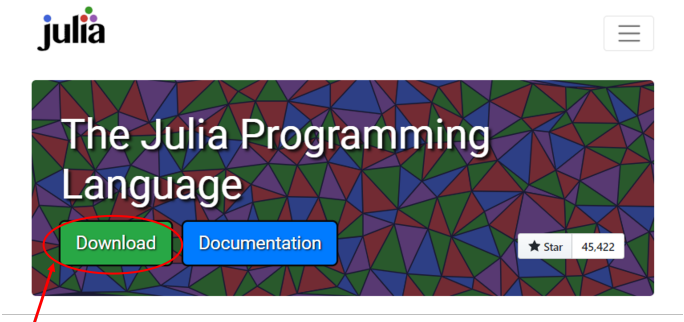 julia
The Julia Programming
Language
Download
Documentation
Star
45,422